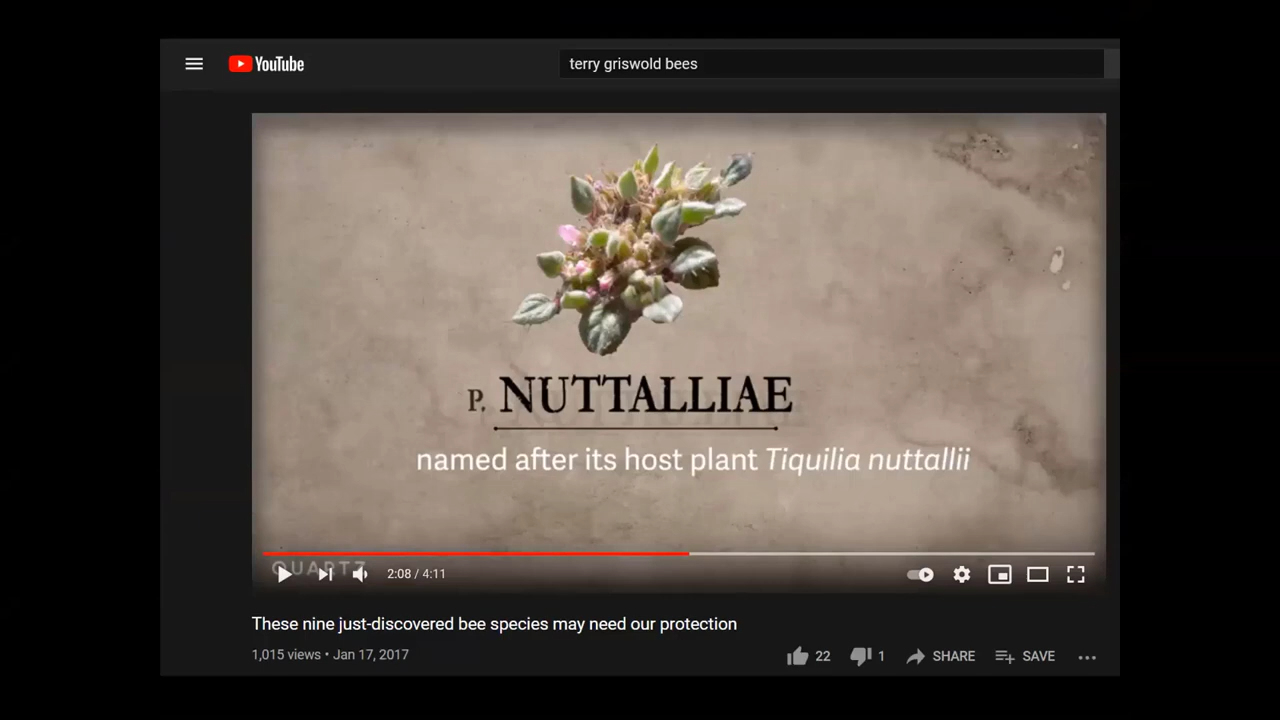 YouTube
terry griswold bees
P. NUTTALLIAE
named after its host plant Tiquilia nuttallii
QUARTZ
2:08 / 4:11
These nine just-discovered bee species may need our protection
1,015 views • Jan 17, 2017
22
1
SHARE
SAVE